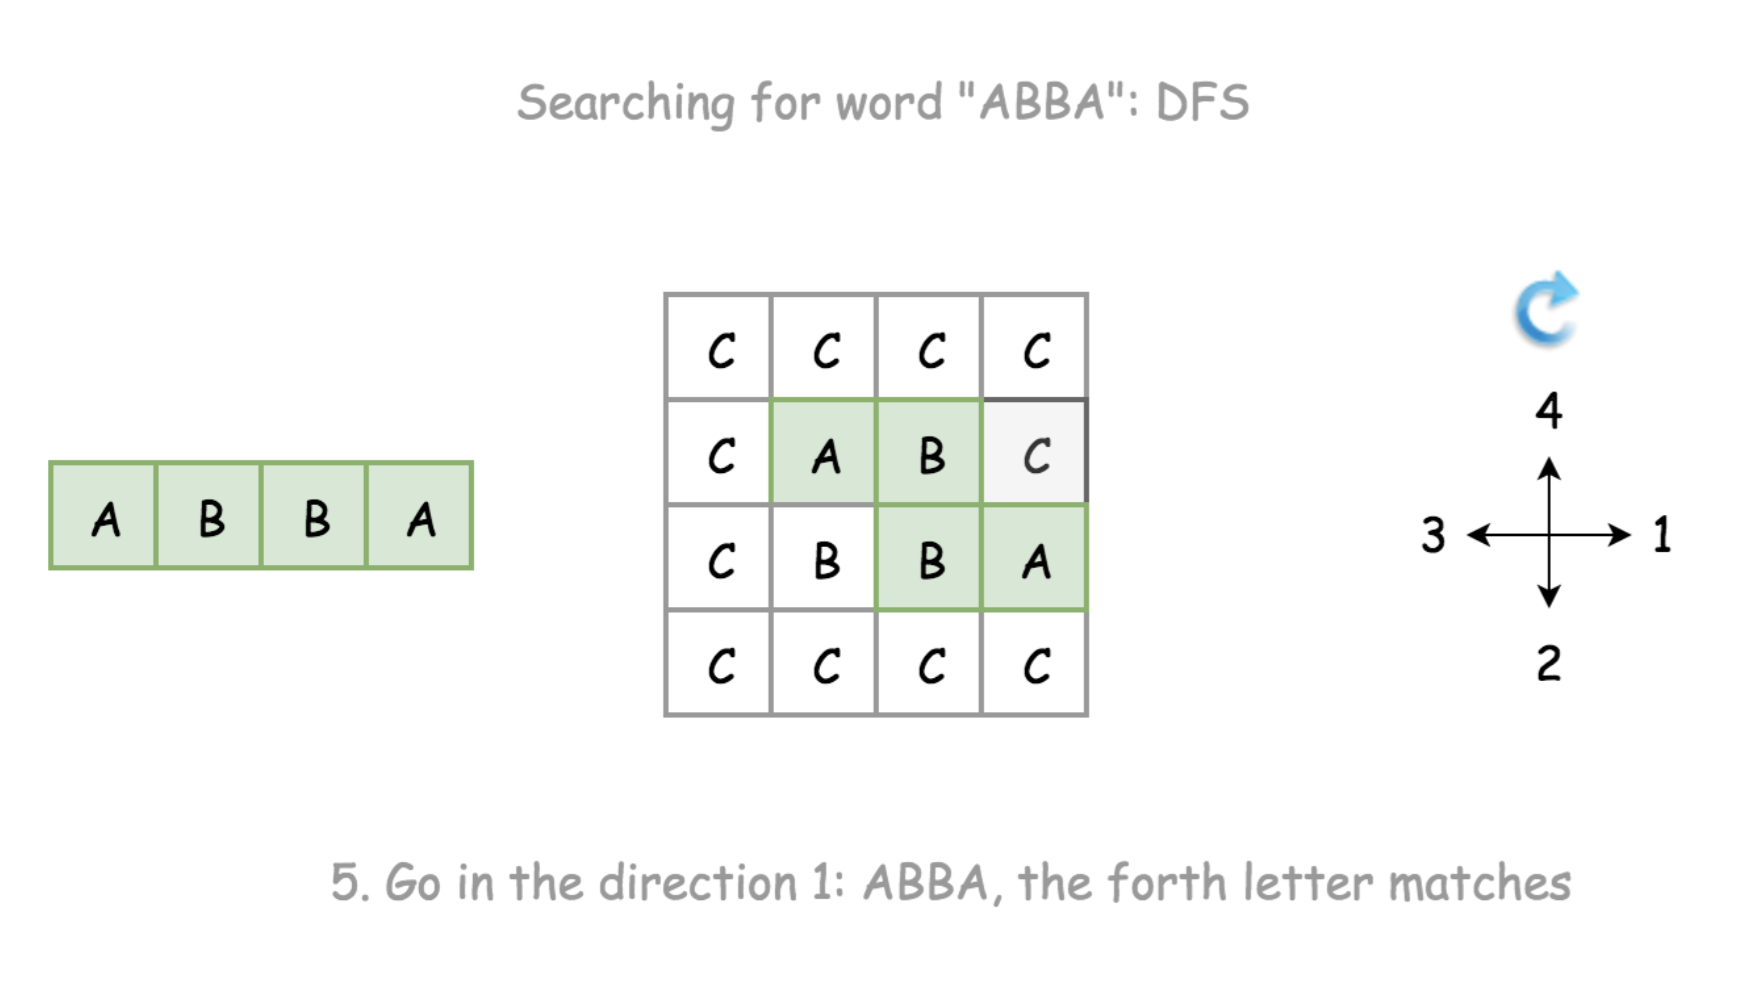 Searching for word "ABBA": DFS
C C C C
4
C A B C
A B B A
3 1
C B B A
2
C C C C
5. Go in the direction 1: ABBA, the forth letter matches